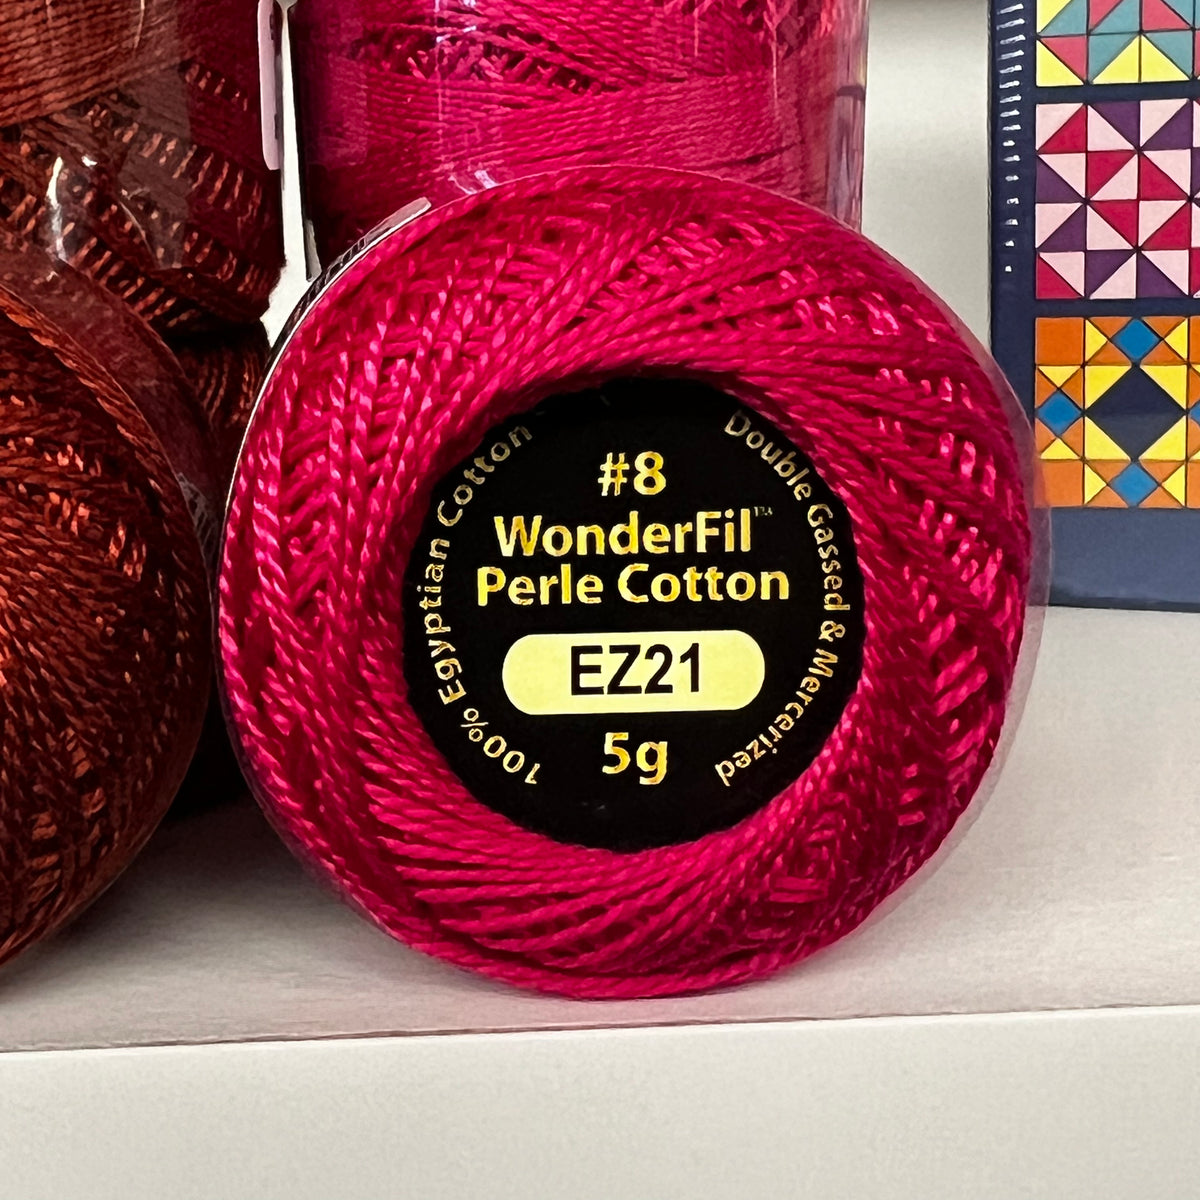 #8
WonderFil™
Perle Cotton
EZ21
5g
100% Egyptian Cotton
Double Gassed & Mercerized